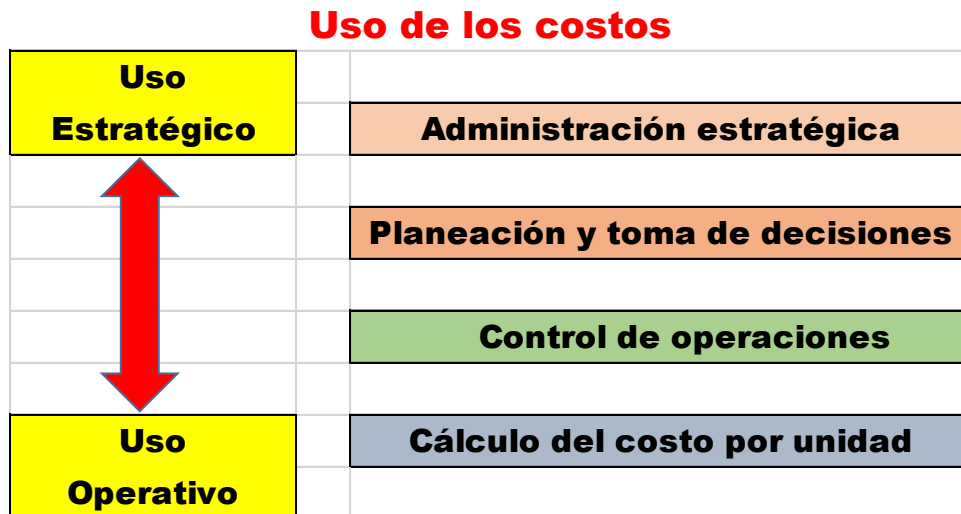 Uso de los costos
Uso
Estratégico
Administración estratégica
Planeación y toma de decisiones
Control de operaciones
Uso
Operativo
Cálculo del costo por unidad